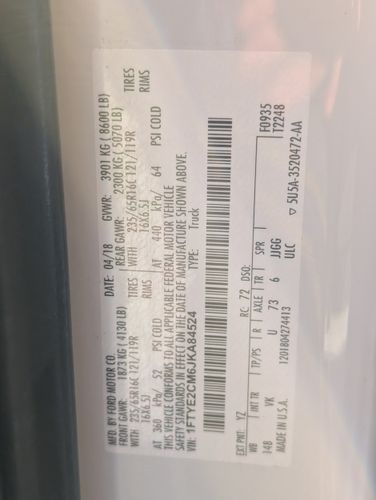 MFD. BY FORD MOTOR CO.
DATE: 04/18 GVWR: 3901 KG ( 8600 LB)
FRONT GAWR: 1873 KG ( 4130 LB) REAR GAWR: 2300 KG ( 5070 LB)
WITH 235/65R16C 121/119R TIRES WITH 235/65R16C 121/119R TIRES
16X6.5J RIMS 16X6.5J RIMS
AT 360 kPa/ 52 PSI COLD AT 440 kPa/ 64 PSI COLD
THIS VEHICLE CONFORMS TO ALL APPLICABLE FEDERAL MOTOR VEHICLE
SAFETY STANDARDS IN EFFECT ON THE DATE OF MANUFACTURE SHOWN ABOVE.
VIN: 1FTYE2CM6JKA84524 TYPE: Truck
F0935
T2248
EXT PNT: YZ RC: 72 DSO:
WB INT TR TP/PS R AXLE TR SPR
148 VK U 73 6 JJGG
MADE IN U.S.A. 1201804274413 ULC
▽ 5U5A-3520472-AA